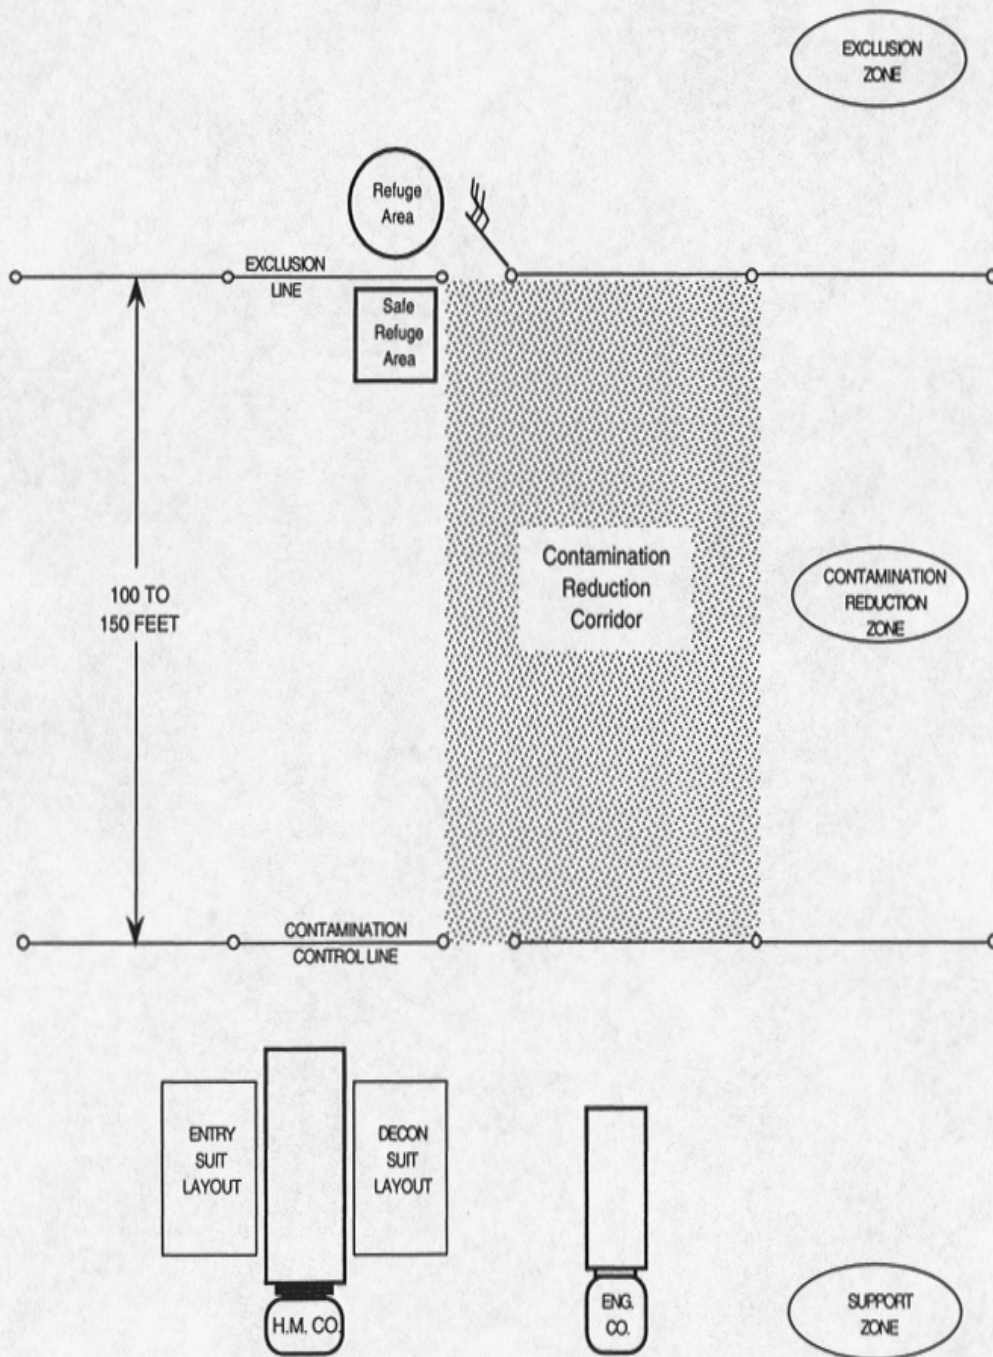 EXCLUSION
ZONE
Refuge
Area
EXCLUSION
LINE
Safe
Refuge
Area
Contamination
Reduction
Corridor
CONTAMINATION
REDUCTION
ZONE
100 TO
150 FEET
CONTAMINATION
CONTROL LINE
ENTRY
SUIT
LAYOUT
DECON
SUIT
LAYOUT
H.M. CO.
ENG.
CO.
SUPPORT
ZONE